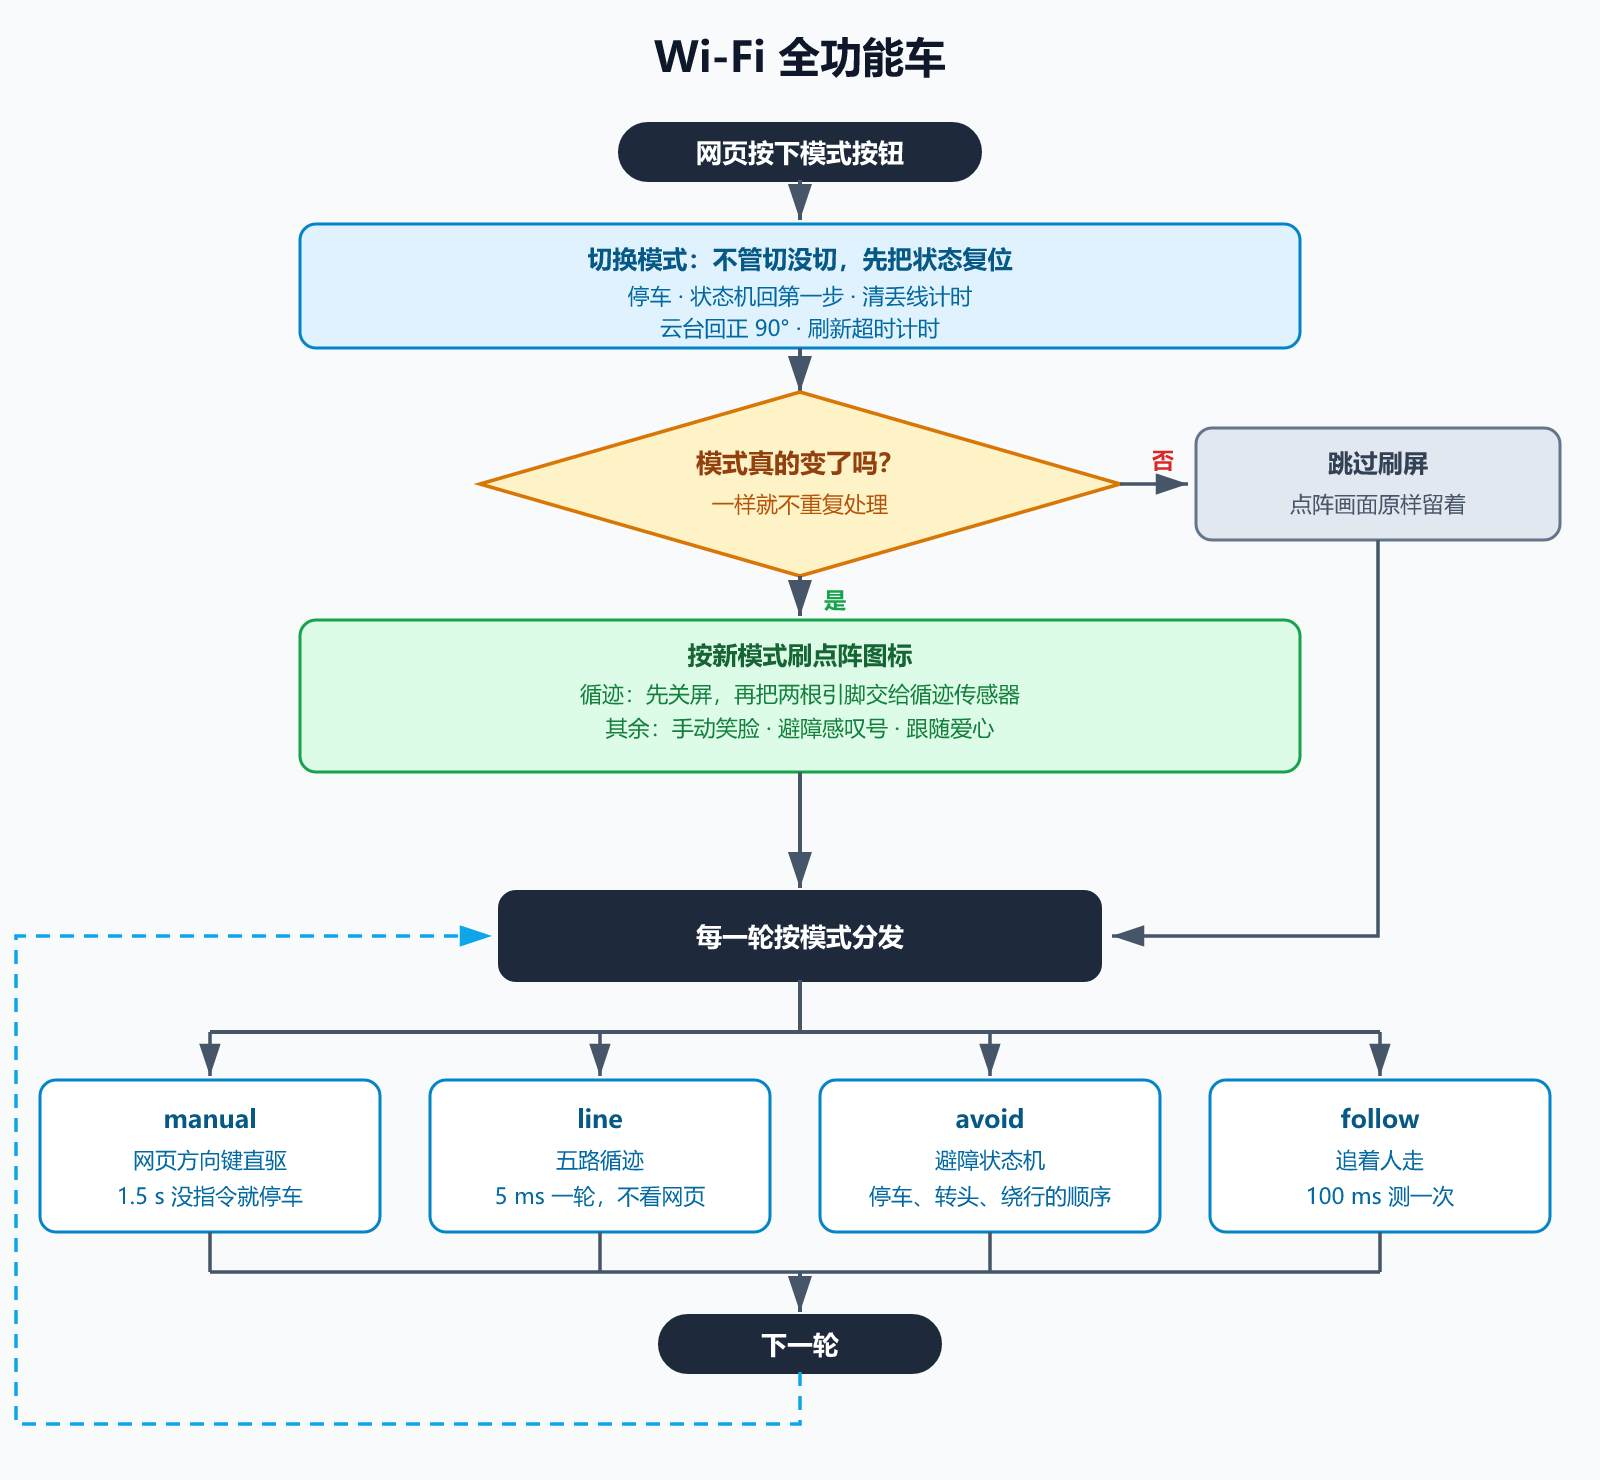 Wi-Fi 全功能车
网页按下模式按钮
切换模式：不管切没切，先把状态复位
停车 · 状态机回第一步 · 清丢线计时
云台回正 90° · 刷新超时计时
模式真的变了吗？
一样就不重复处理
否
跳过刷屏
点阵画面原样留着
是
按新模式刷点阵图标
循迹：先关屏，再把两根引脚交给循迹传感器
其余：手动笑脸 · 避障感叹号 · 跟随爱心
每一轮按模式分发
manual
网页方向键直驱
1.5 s 没指令就停车
line
五路循迹
5 ms 一轮，不看网页
avoid
避障状态机
停车、转头、绕行的顺序
follow
追着人走
100 ms 测一次
下一轮